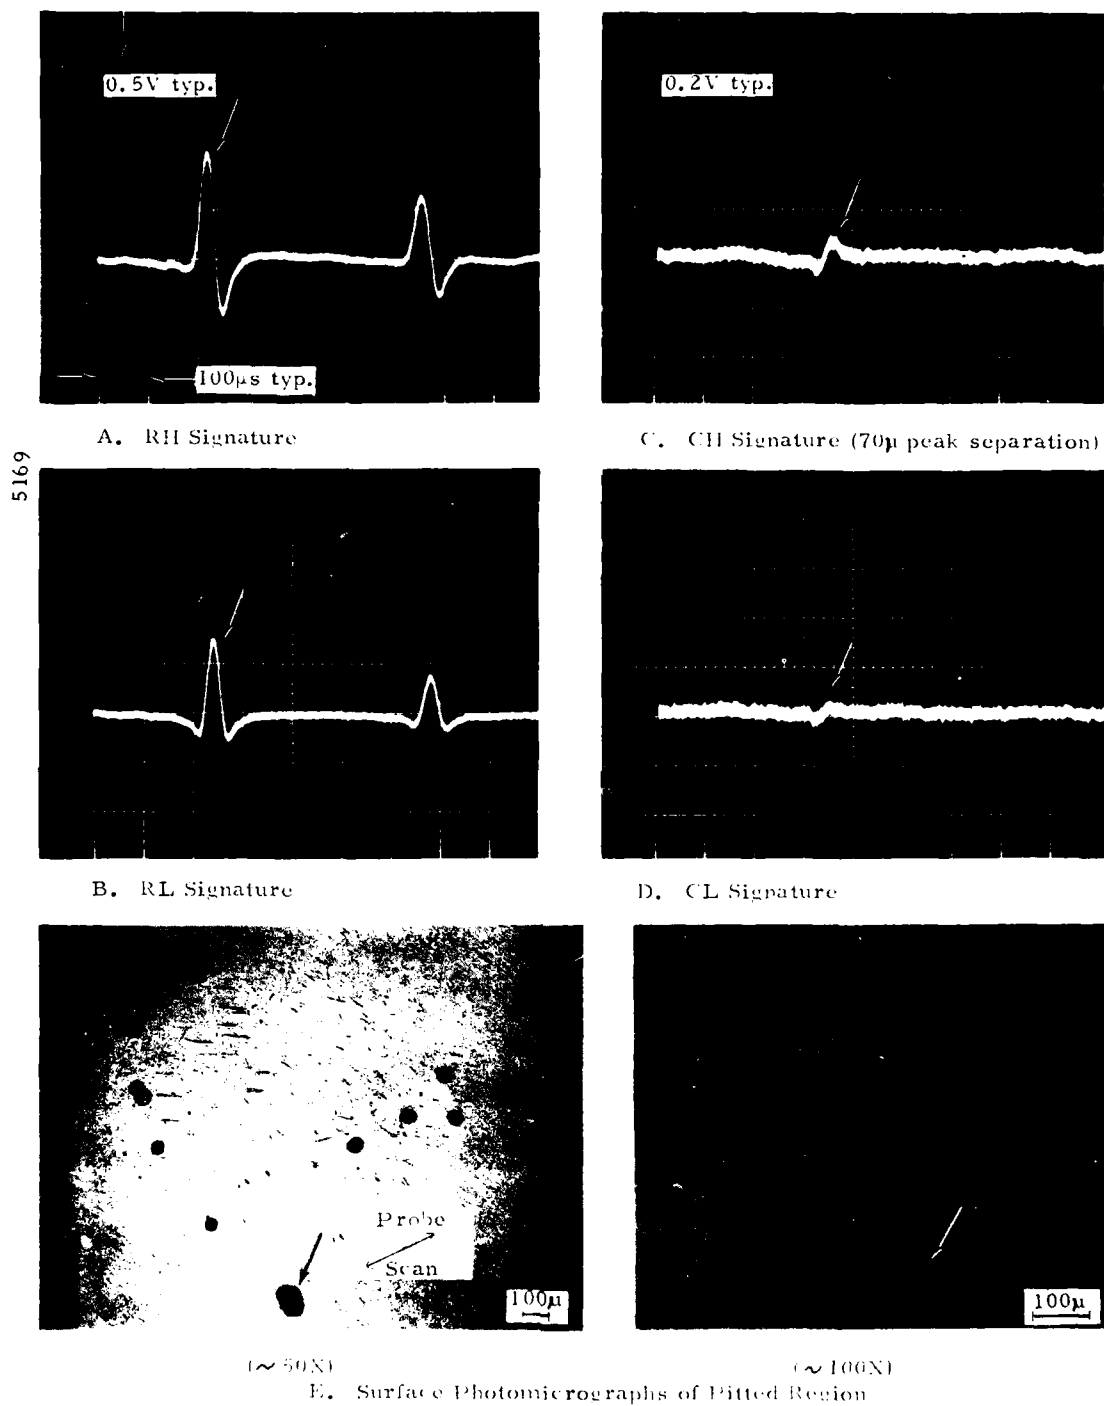 0.5V typ.
100µs typ.
A. RH Signature
0.2V typ.
C. CH Signature (70µ peak separation)
5169
B. RL Signature
D. CL Signature
Probe
Scan
100µ
100µ
(~50X)
(~100X)
E. Surface Photomicrographs of Pitted Region